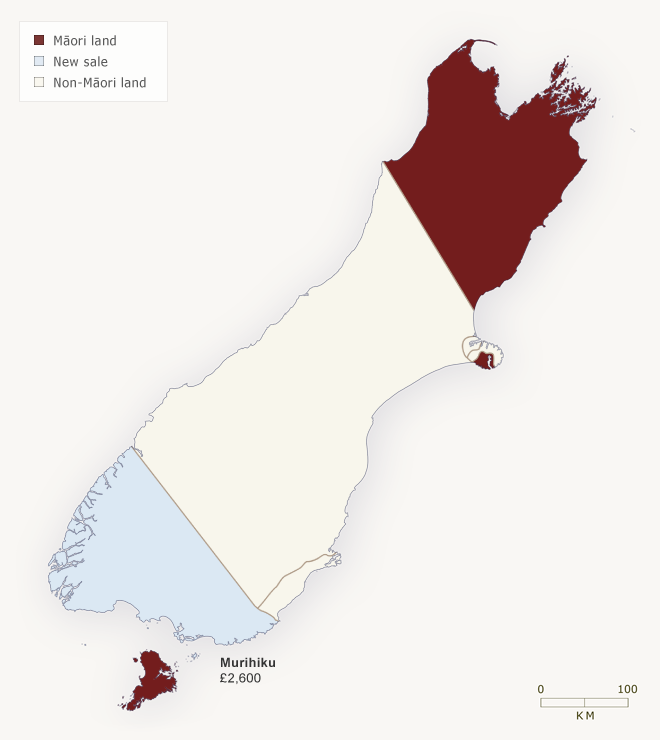 Māori land
New sale
Non-Māori land
Murihiku
£2,600
0 100
KM